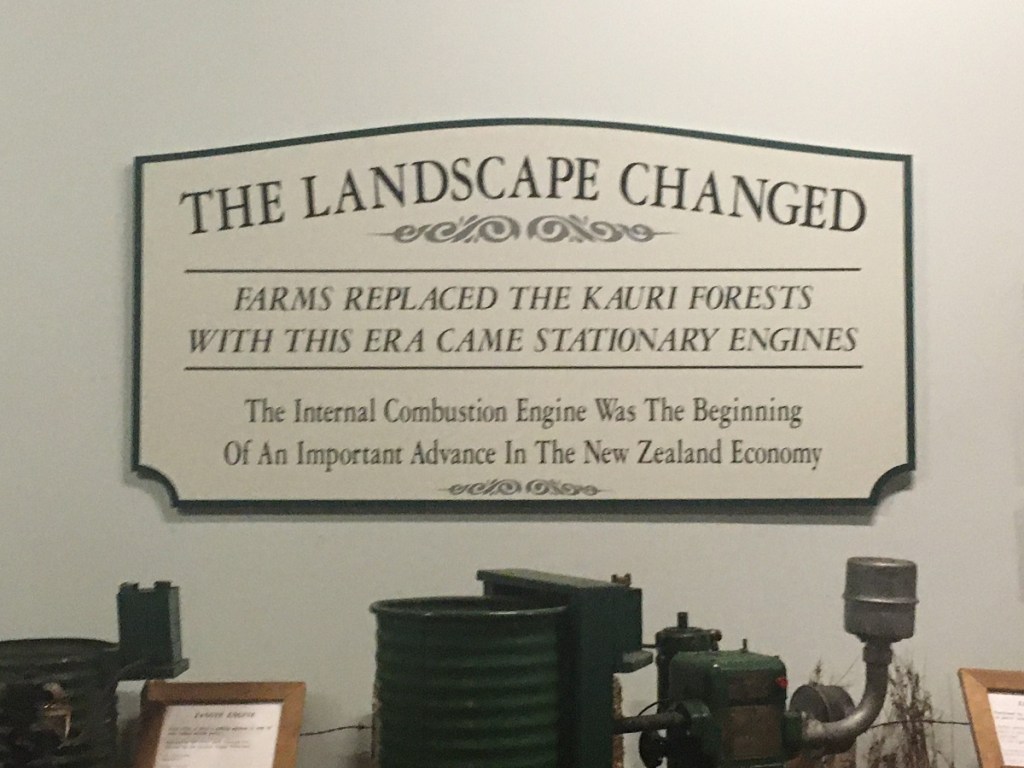 THE LANDSCAPE CHANGED
FARMS REPLACED THE KAURI FORESTS
WITH THIS ERA CAME STATIONARY ENGINES
The Internal Combustion Engine Was The Beginning
Of An Important Advance In The New Zealand Economy
ENGINE